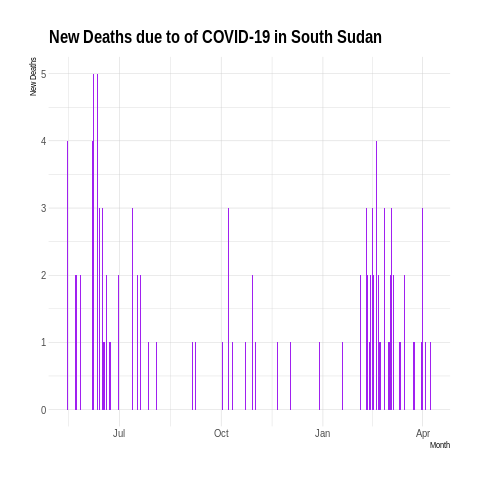 New Deaths due to of COVID-19 in South Sudan
New Deaths
5
4
3
2
1
0
Jul
Oct
Jan
Apr
Month